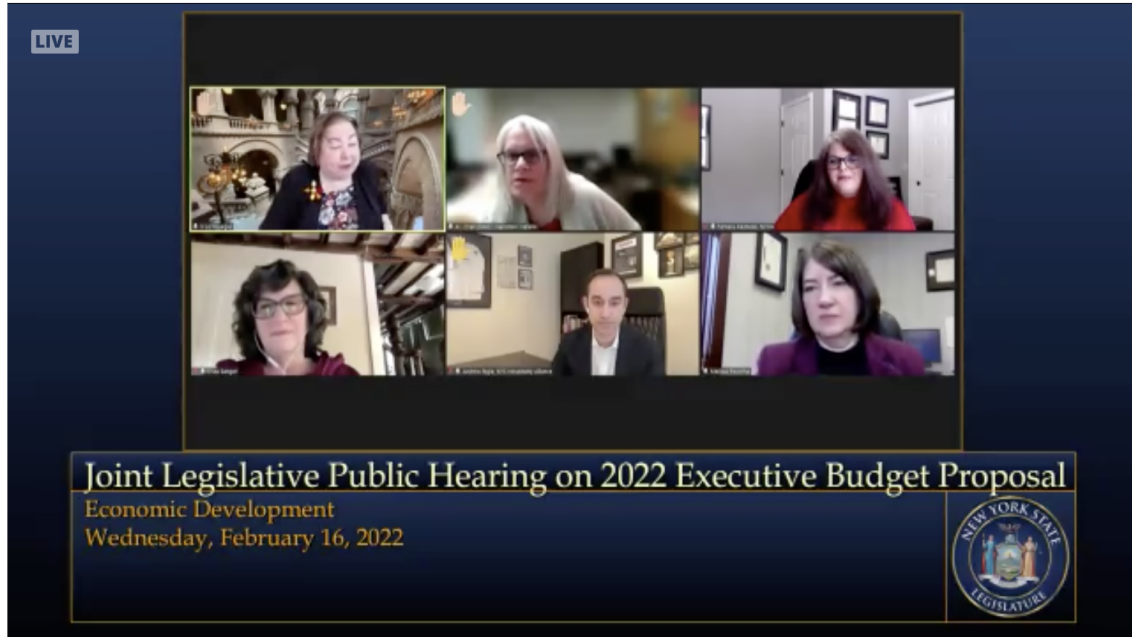 LIVE
Joint Legislative Public Hearing on 2022 Executive Budget Proposal
Economic Development
Wednesday, February 16, 2022
NEW YORK STATE
LEGISLATURE